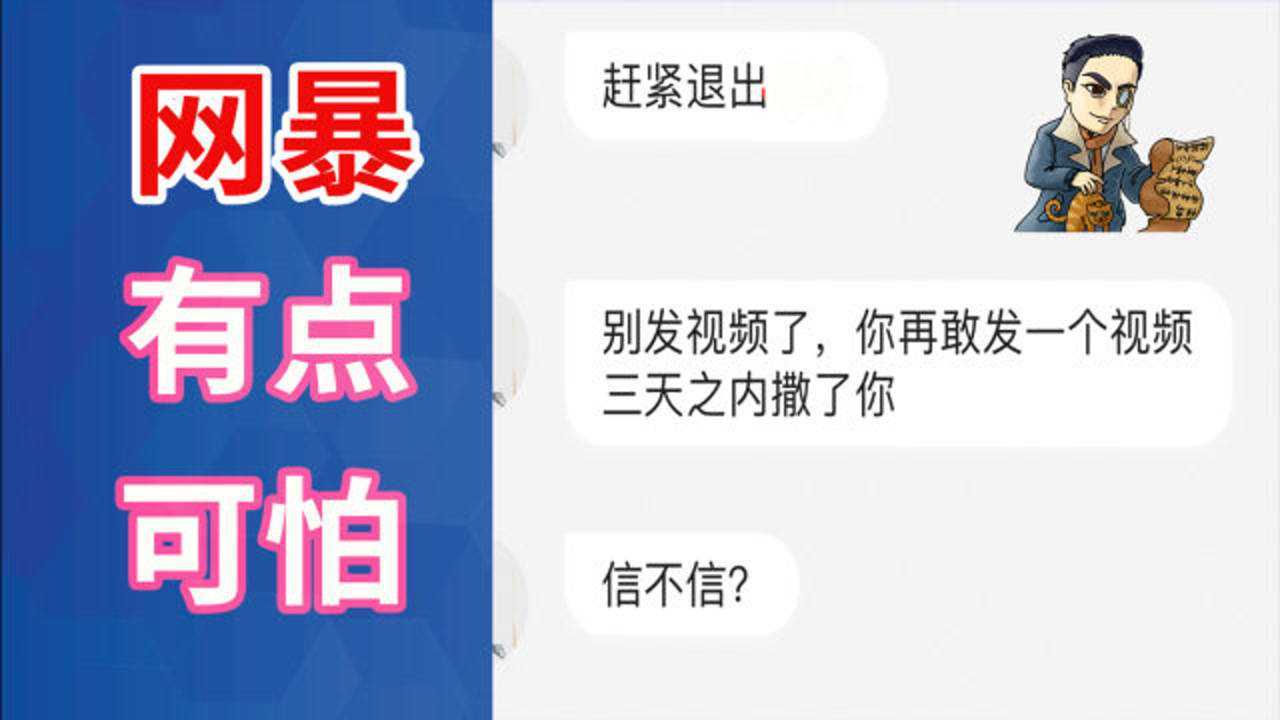 网暴
有点
可怕
赶紧退出
别发视频了，你再敢发一个视频
三天之内撒了你
信不信？